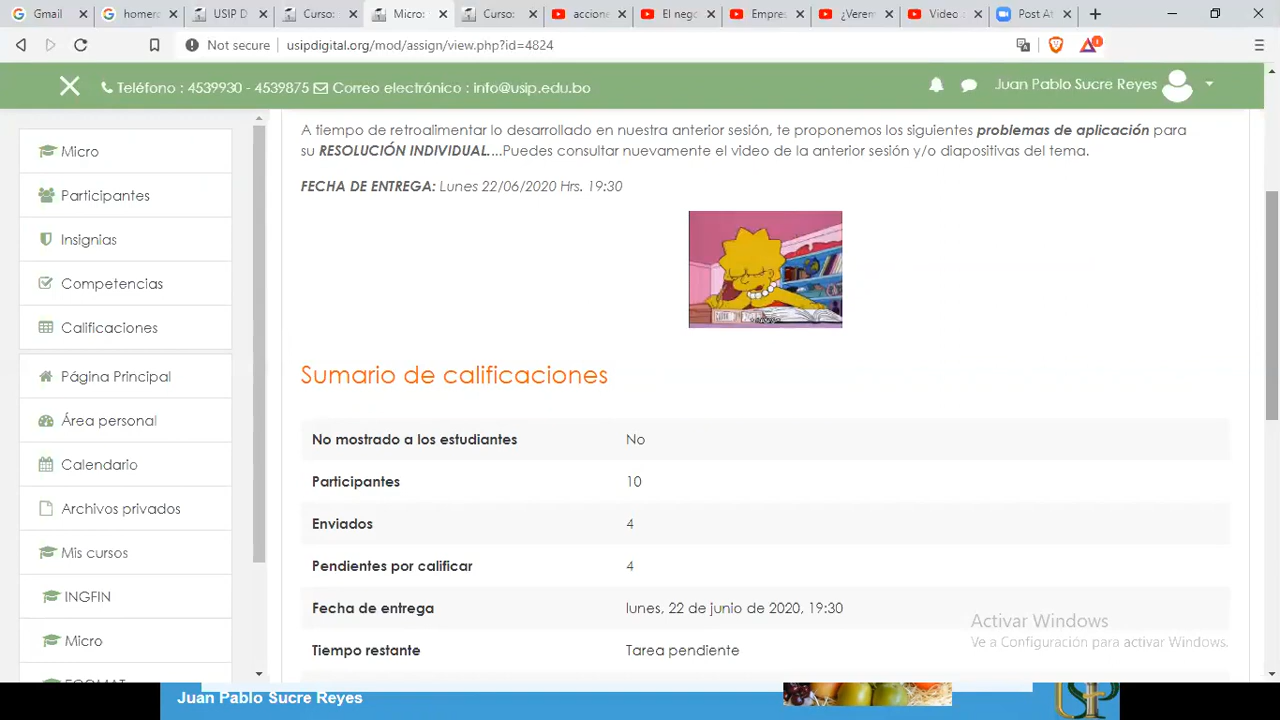 Gmail
homero
USIP D
Curso:
Micro:
Curso:
accione
El nego
Empres
¿Verem
Video
Post At
Not secure
usipdigital.org/mod/assign/view.php?id=4824
Teléfono : 4539930 - 4539875 Correo electrónico : info@usip.edu.bo
Juan Pablo Sucre Reyes
Micro
Participantes
Insignias
Competencias
Calificaciones
Página Principal
Área personal
Calendario
Archivos privados
Mis cursos
INGFIN
Micro
A tiempo de retroalimentar lo desarrollado en nuestra anterior sesión, te proponemos los siguientes problemas de aplicación para
su RESOLUCIÓN INDIVIDUAL....Puedes consultar nuevamente el video de la anterior sesión y/o diapositivas del tema.
FECHA DE ENTREGA: Lunes 22/06/2020 Hrs. 19:30
Sumario de calificaciones
No mostrado a los estudiantes No
Participantes 10
Enviados 4
Pendientes por calificar 4
Fecha de entrega lunes, 22 de junio de 2020, 19:30
Tiempo restante Tarea pendiente
Activar Windows
Ve a Configuración para activar Windows.
Juan Pablo Sucre Reyes